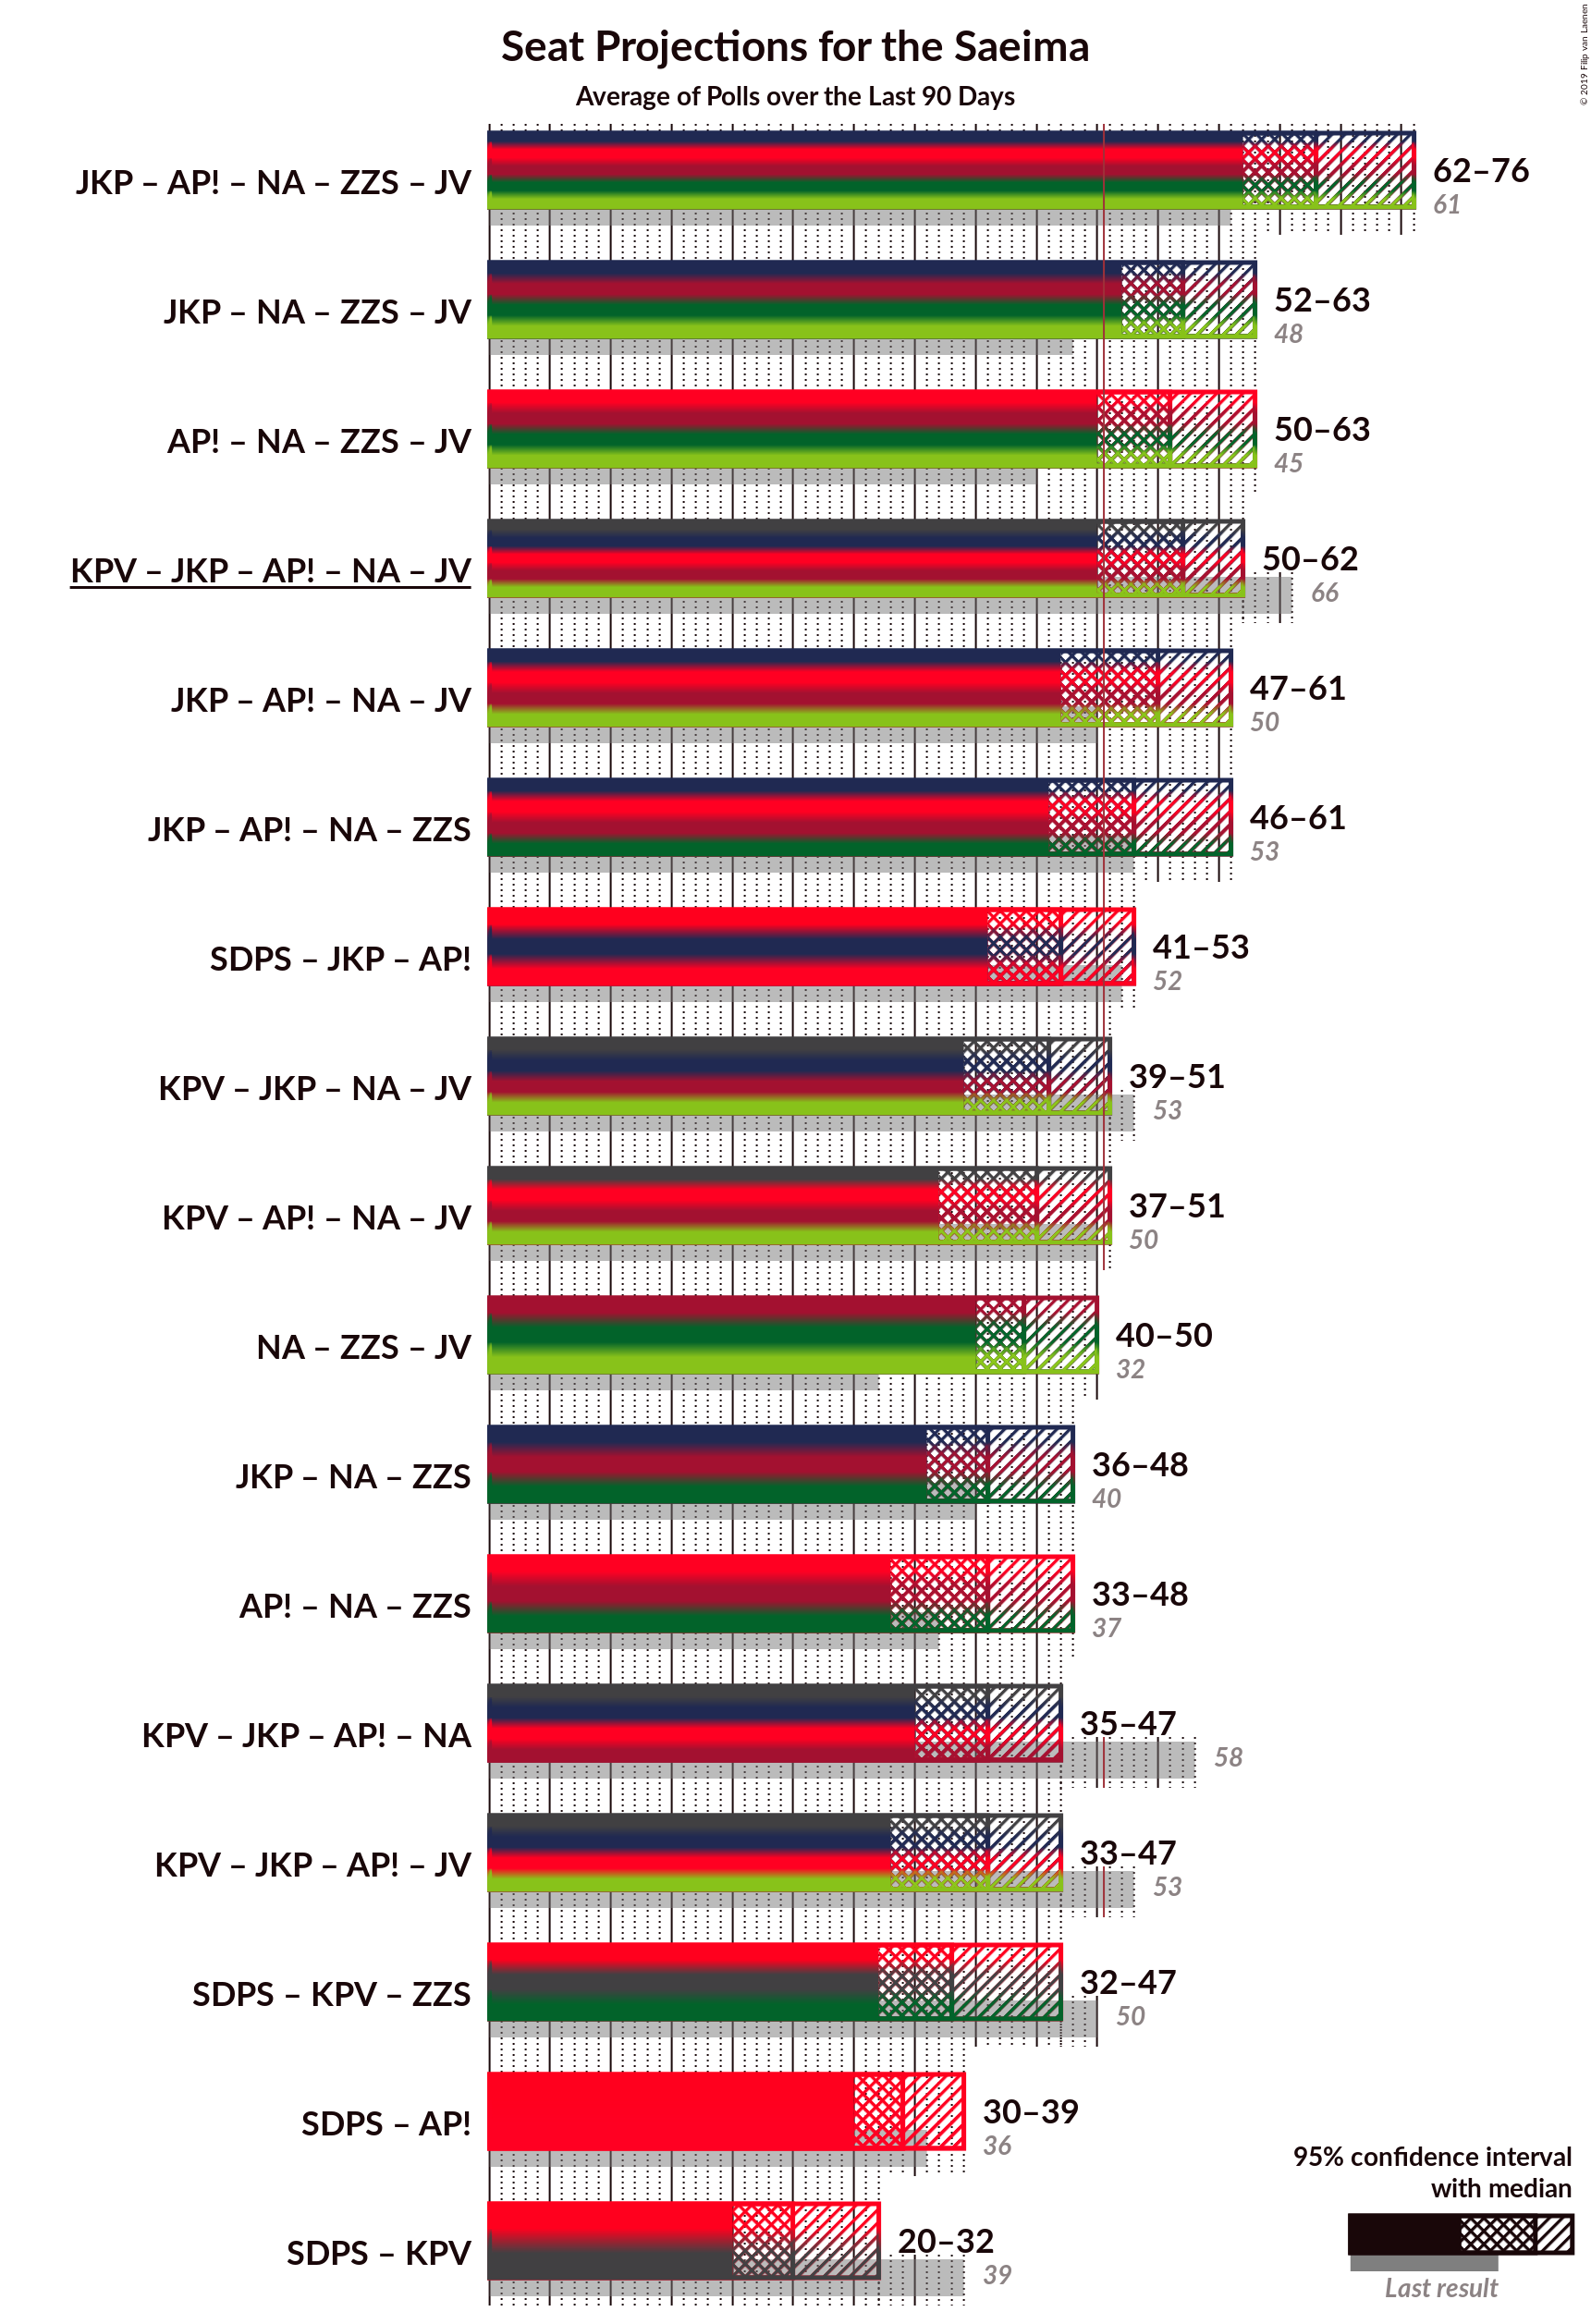 © 2019 Filip van Laenen
Seat Projections for the Saeima
Average of Polls over the Last 90 Days
JKP – AP! – NA – ZZS – JV
62–76
61
JKP – NA – ZZS – JV
52–63
48
AP! – NA – ZZS – JV
50–63
45
KPV – JKP – AP! – NA – JV
50–62
66
JKP – AP! – NA – JV
47–61
50
JKP – AP! – NA – ZZS
46–61
53
SDPS – JKP – AP!
41–53
52
KPV – JKP – NA – JV
39–51
53
KPV – AP! – NA – JV
37–51
50
NA – ZZS – JV
40–50
32
JKP – NA – ZZS
36–48
40
AP! – NA – ZZS
33–48
37
KPV – JKP – AP! – NA
35–47
58
KPV – JKP – AP! – JV
33–47
53
SDPS – KPV – ZZS
32–47
50
SDPS – AP!
30–39
36
SDPS – KPV
20–32
39
95% confidence interval
with median
Last result